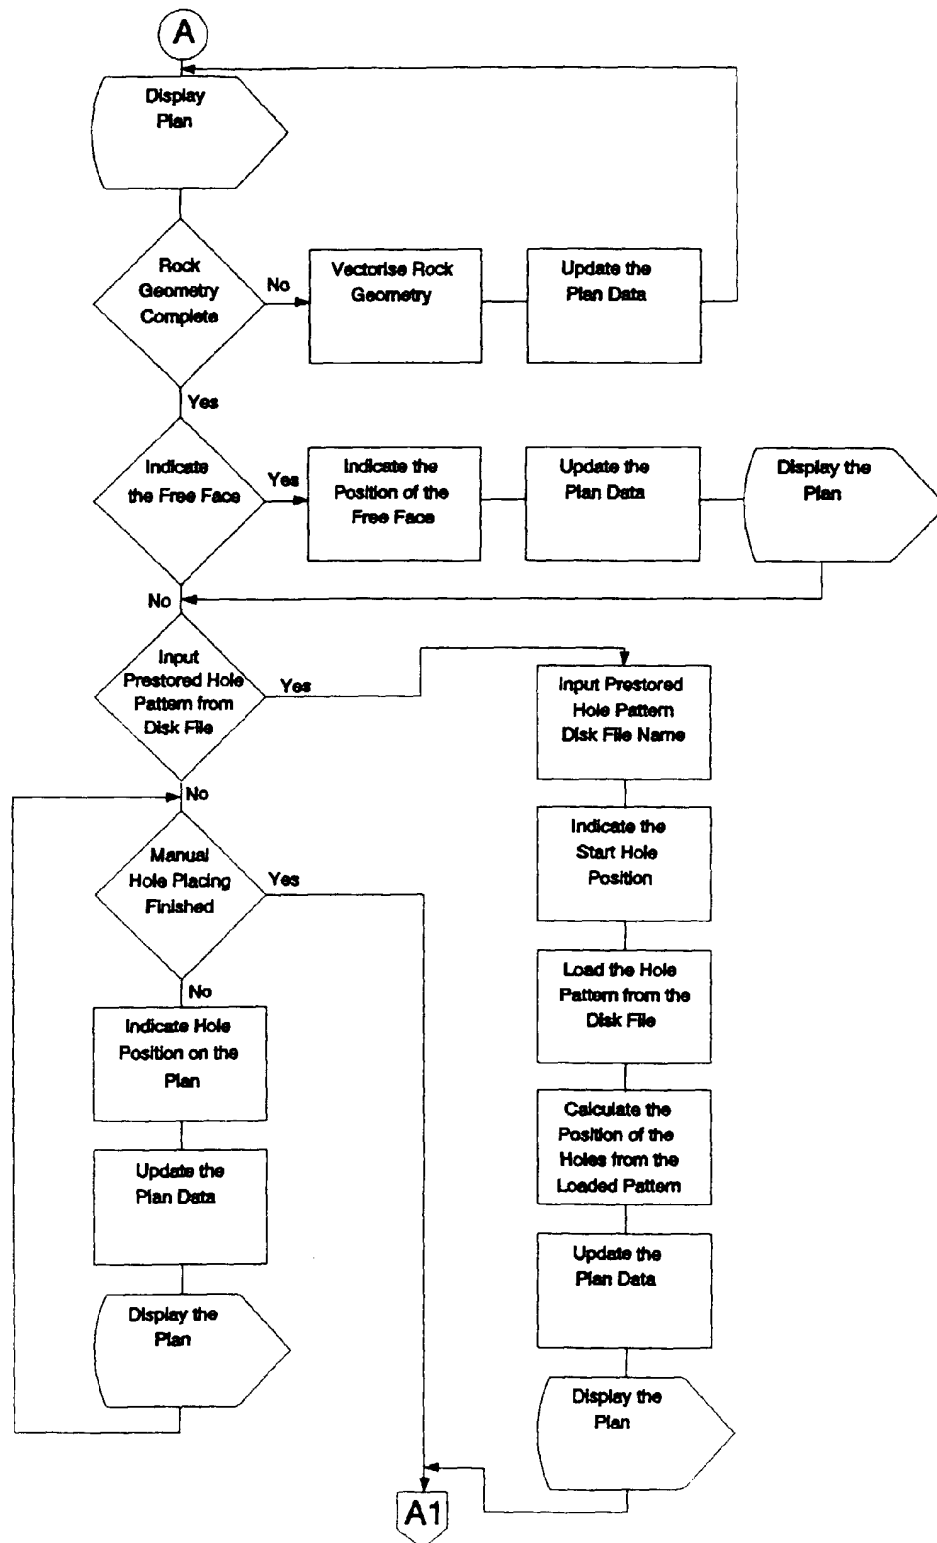 A
Display
Plan
Rock
Geometry
Complete
No
Vectorise Rock
Geometry
Update the
Plan Data
Yes
Indicate
the Free Face
Yes
Indicate the
Position of the
Free Face
Update the
Plan Data
Display the
Plan
No
Input
Prestored Hole
Pattern from
Disk File
Yes
Input Prestored
Hole Pattern
Disk File Name
No
Indicate the
Start Hole
Position
Manual
Hole Placing
Finished
Yes
Load the Hole
Pattern from the
Disk File
No
Indicate Hole
Position on the
Plan
Calculate the
Position of the
Holes from the
Loaded Pattern
Update the
Plan Data
Update the
Plan Data
Display the
Plan
Display the
Plan
A1